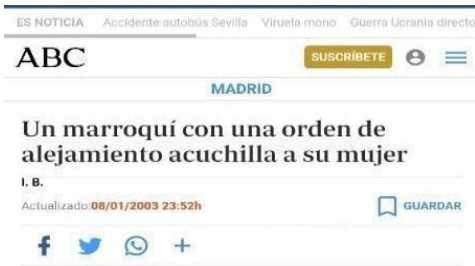 ES NOTICIA Accidente autobús Sevilla Viruela mono Guerra Ucrania directo
ABC SUSCRÍBETE
MADRID
Un marroquí con una orden de
alejamiento acuchilla a su mujer
I. B.
Actualizado:08/01/2003 23:52h GUARDAR